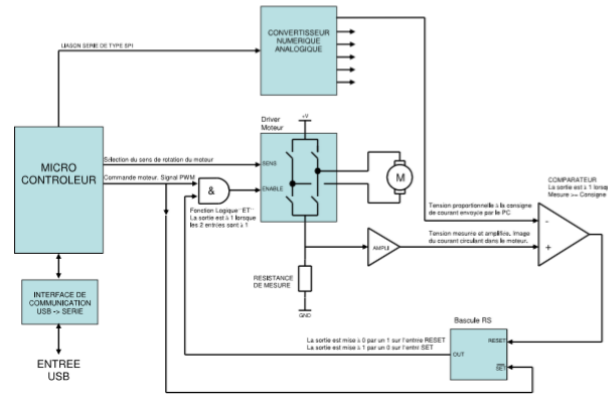 CONVERTISSEUR
NUMERIQUE
ANALOGIQUE
LIAISON SERIE DE TYPE SPI
Driver
Moteur
+V
MICRO
CONTROLEUR
Sélection du sens de rotation du moteur
SENS
Commande moteur. Signal PWM
&
ENABLE
M
Fonction Logique "ET"
La sortie est à 1 lorsque
les 2 entrées sont à 1
COMPARATEUR
La sortie est à 1 lorsq
Mesure >= Consigne
Tension proportionnelle à la consigne
de courant envoyée par le PC
-
Tension mesurée et amplifiée, Image
du courant circulant dans le moteur.
+
AMPLI
RESISTANCE
DE MESURE
GND
INTERFACE DE
COMMUNICATION
USB -> SERIE
ENTREE
USB
Bascule RS
La sortie est mise à 0 par un 1 sur l'entrée RESET
La sortie est mise à 1 par un 0 sur l'entré SET
OUT
RESET
SET